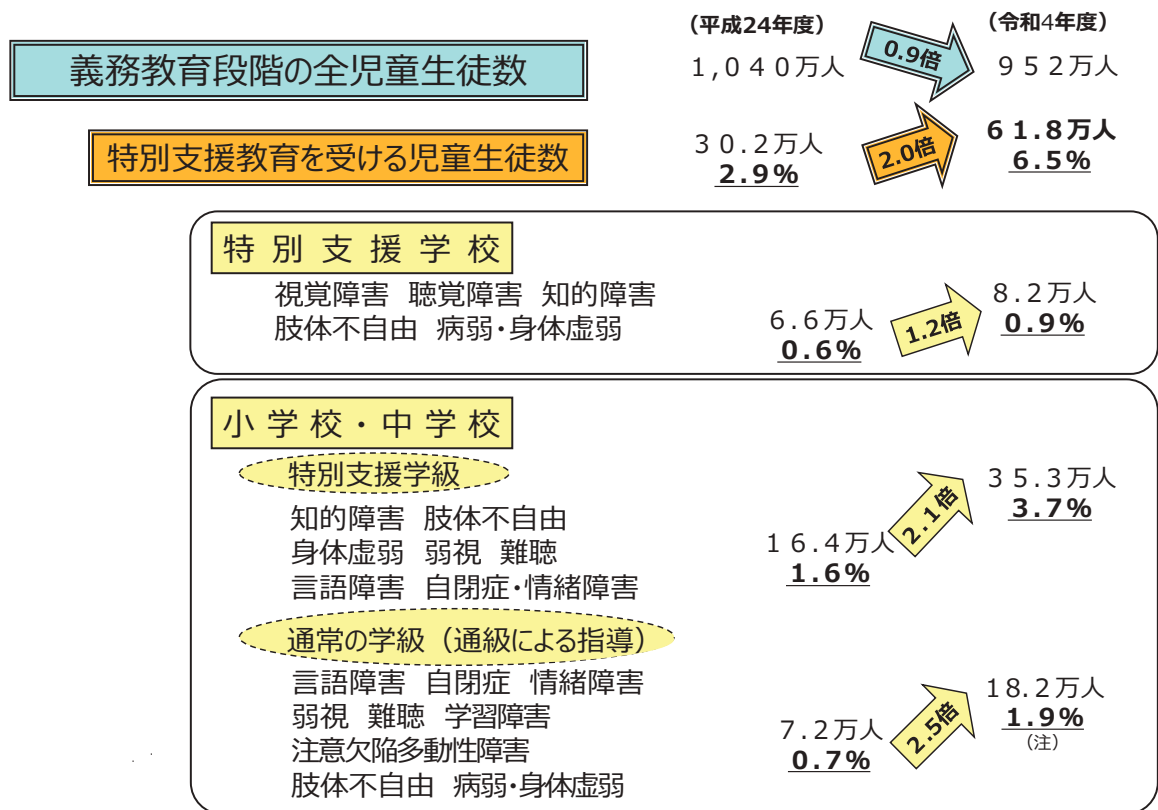 （平成24年度）
（令和4年度）
義務教育段階の全児童生徒数
１,０４０万人
0.9倍
９５２万人
特別支援教育を受ける児童生徒数
３０.２万人
2.9%
2.0倍
６１.８万人
6.5%
特別支援学校
視覚障害 聴覚障害 知的障害
肢体不自由 病弱・身体虚弱
６.６万人
0.6%
1.2倍
８.２万人
0.9%
小学校・中学校
特別支援学級
知的障害 肢体不自由
身体虚弱 弱視 難聴
言語障害 自閉症・情緒障害
１６.４万人
1.6%
2.1倍
３５.３万人
3.7%
通常の学級（通級による指導）
言語障害 自閉症 情緒障害
弱視 難聴 学習障害
注意欠陥多動性障害
肢体不自由 病弱・身体虚弱
７.２万人
0.7%
2.5倍
18.２万人
1.9%
（注）